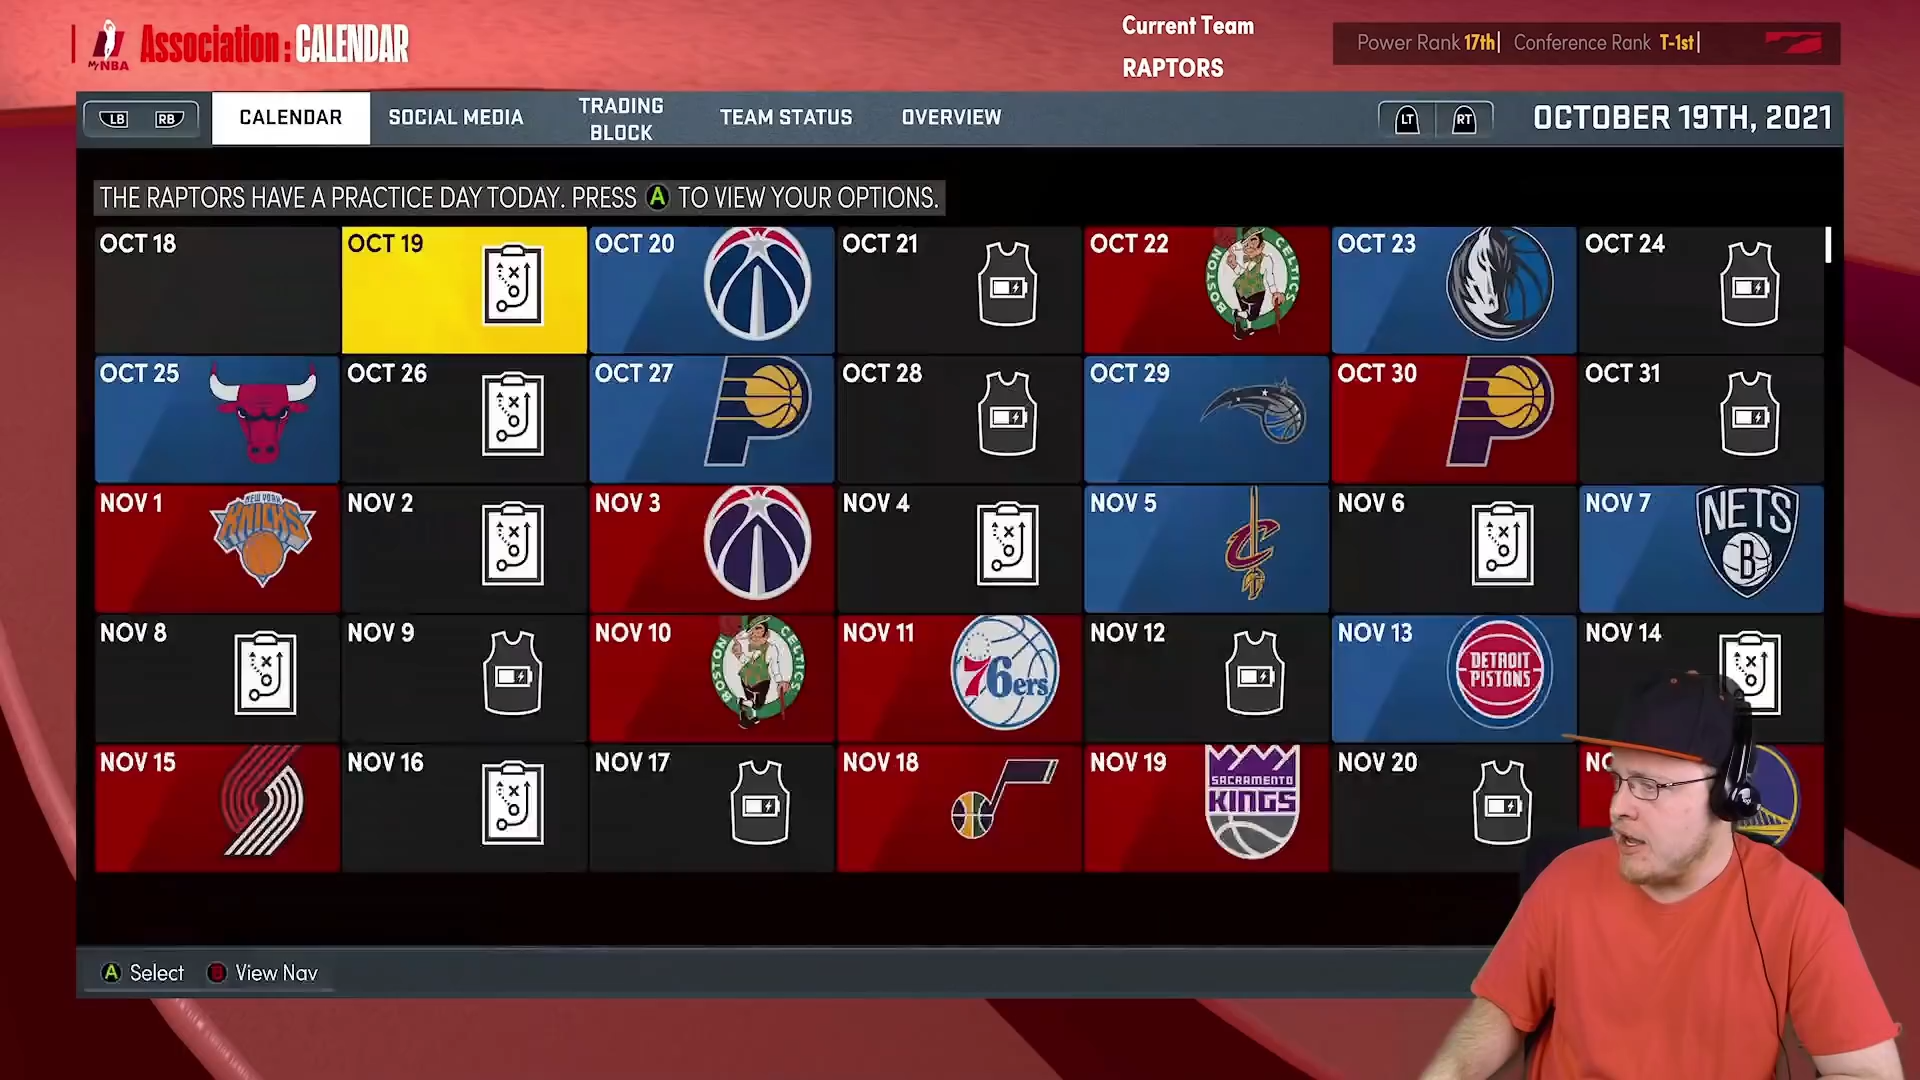 MyNBA
Association : CALENDAR
Current Team
RAPTORS
Power Rank 17th| Conference Rank T-1st|
LB RB
CALENDAR
SOCIAL MEDIA
TRADING
BLOCK
TEAM STATUS
OVERVIEW
LT RT
OCTOBER 19TH, 2021
THE RAPTORS HAVE A PRACTICE DAY TODAY. PRESS A TO VIEW YOUR OPTIONS.
OCT 18
OCT 19
OCT 20
OCT 21
OCT 22
BOSTON CELTICS
OCT 23
OCT 24
OCT 25
OCT 26
OCT 27
OCT 28
OCT 29
OCT 30
OCT 31
NOV 1
NEW YORK
KNICKS
NOV 2
NOV 3
NOV 4
NOV 5
NOV 6
NOV 7
NETS
B
NOV 8
NOV 9
NOV 10
BOSTON CELTICS
NOV 11
76ers
NOV 12
NOV 13
DETROIT
PISTONS
NOV 14
NOV 15
NOV 16
NOV 17
NOV 18
NOV 19
SACRAMENTO
KINGS
NOV 20
A Select B View Nav